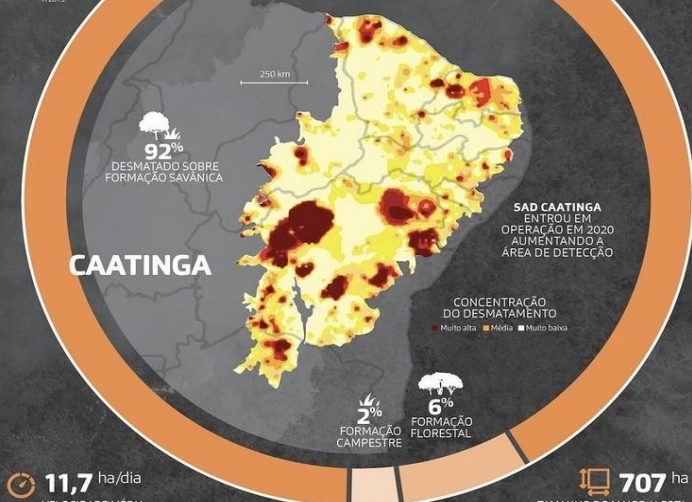 250 km
92%
DESMATADO SOBRE
FORMAÇÃO SAVÂNICA
SAD CAATINGA
ENTROU EM
OPERAÇÃO EM 2020
AUMENTANDO A
ÁREA DE DETECÇÃO
CAATINGA
CONCENTRAÇÃO
DO DESMATAMENTO
Muito alta Média Muito baixa
2%
FORMAÇÃO
CAMPESTRE
6%
FORMAÇÃO
FLORESTAL
11,7 ha/dia
707 ha